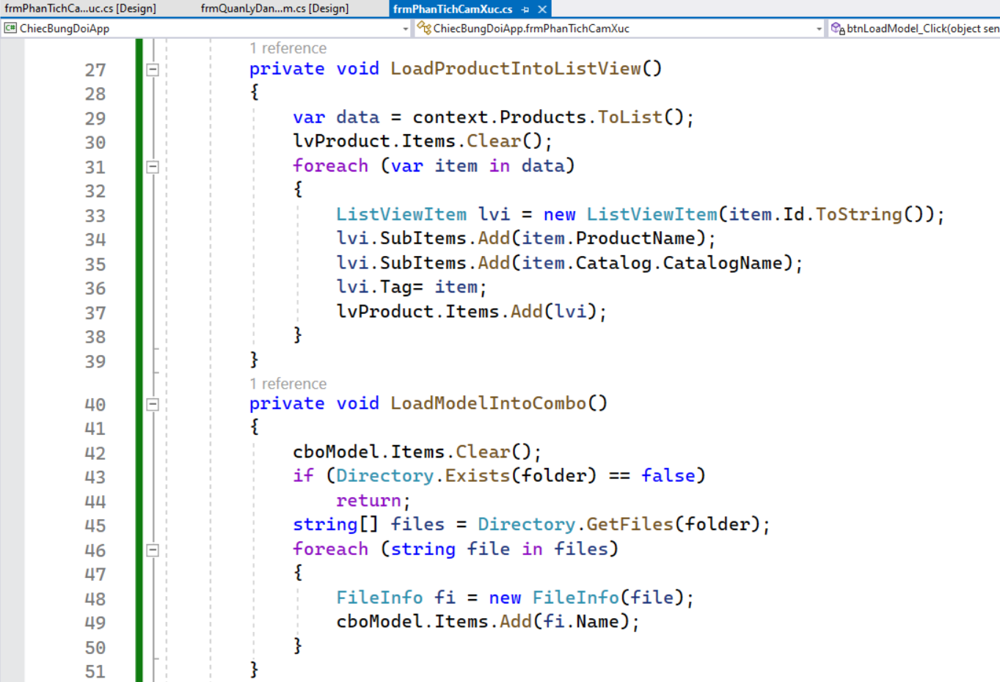 frmPhanTichCa...uc.cs [Design] frmQuanLyDan...m.cs [Design] frmPhanTichCamXuc.cs
ChiecBungDoiApp ChiecBungDoiApp.frmPhanTichCamXuc btnLoadModel_Click(object sen
1 reference
27 private void LoadProductIntoListView()
28 {
29 var data = context.Products.ToList();
30 lvProduct.Items.Clear();
31 foreach (var item in data)
32 {
33 ListViewItem lvi = new ListViewItem(item.Id.ToString());
34 lvi.SubItems.Add(item.ProductName);
35 lvi.SubItems.Add(item.Catalog.CatalogName);
36 lvi.Tag= item;
37 lvProduct.Items.Add(lvi);
38 }
39 }
1 reference
40 private void LoadModelIntoCombo()
41 {
42 cboModel.Items.Clear();
43 if (Directory.Exists(folder) == false)
44 return;
45 string[] files = Directory.GetFiles(folder);
46 foreach (string file in files)
47 {
48 FileInfo fi = new FileInfo(file);
49 cboModel.Items.Add(fi.Name);
50 }
51 }